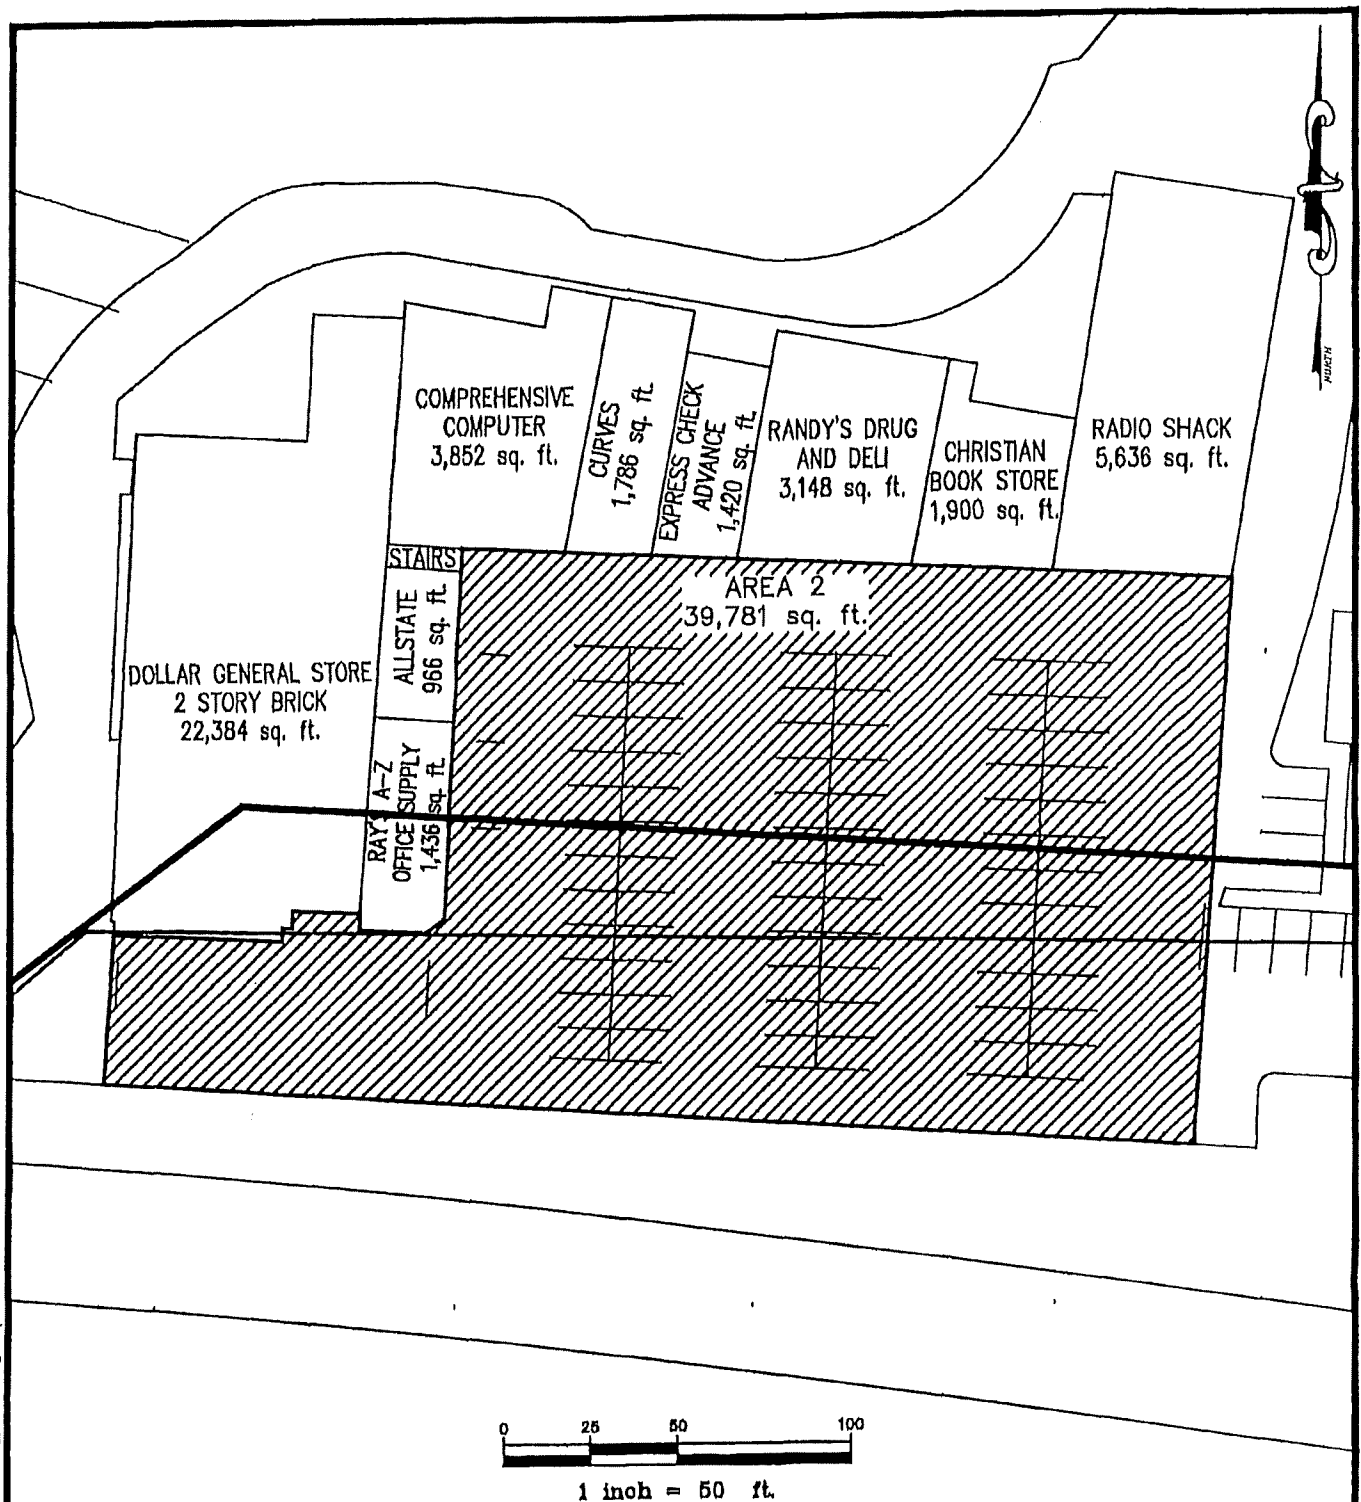 NORTH
COMPREHENSIVE
COMPUTER
3,852 sq. ft.
CURVES
1,786 sq. ft.
EXPRESS CHECK
ADVANCE
1,420 sq. ft.
RANDY'S DRUG
AND DELI
3,148 sq. ft.
CHRISTIAN
BOOK STORE
1,900 sq. ft.
RADIO SHACK
5,636 sq. ft.
STAIRS
ALLSTATE
966 sq. ft.
AREA 2
39,781 sq. ft.
DOLLAR GENERAL STORE
2 STORY BRICK
22,384 sq. ft.
RAY'S A-Z
OFFICE SUPPLY
1,436 sq. ft.
0 25 50 100
1 inch = 50 ft.